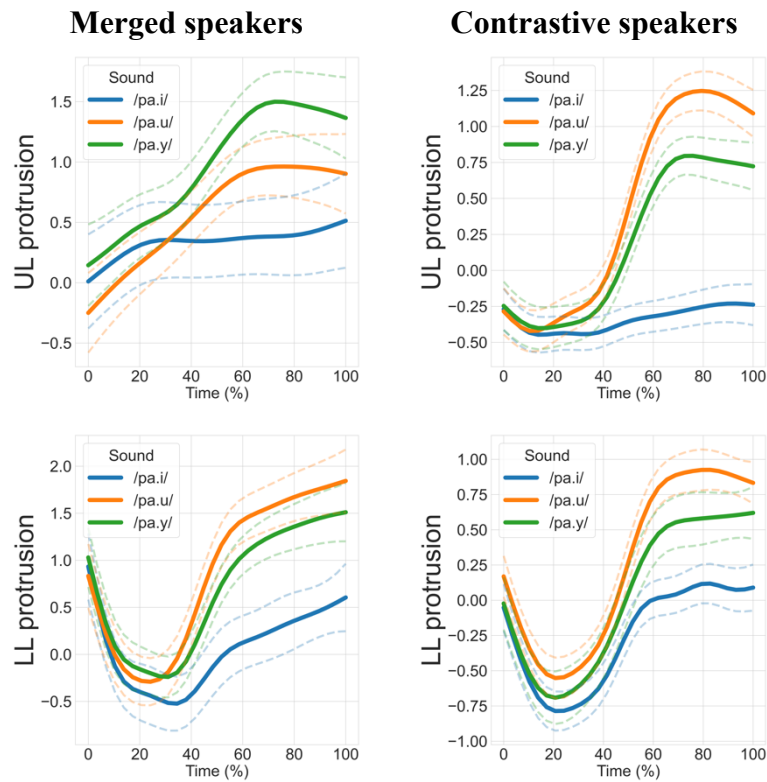 Merged speakers
Contrastive speakers
UL protrusion
Sound
/pa.i/
/pa.u/
/pa.y/
1.5
1.0
0.5
0.0
−0.5
0 20 40 60 80 100
Time (%)
UL protrusion
Sound
/pa.i/
/pa.u/
/pa.y/
1.25
1.00
0.75
0.50
0.25
0.00
−0.25
−0.50
0 20 40 60 80 100
Time (%)
LL protrusion
Sound
/pa.i/
/pa.u/
/pa.y/
2.0
1.5
1.0
0.5
0.0
−0.5
0 20 40 60 80 100
Time (%)
LL protrusion
Sound
/pa.i/
/pa.u/
/pa.y/
1.00
0.75
0.50
0.25
0.00
−0.25
−0.50
−0.75
−1.00
0 20 40 60 80 100
Time (%)